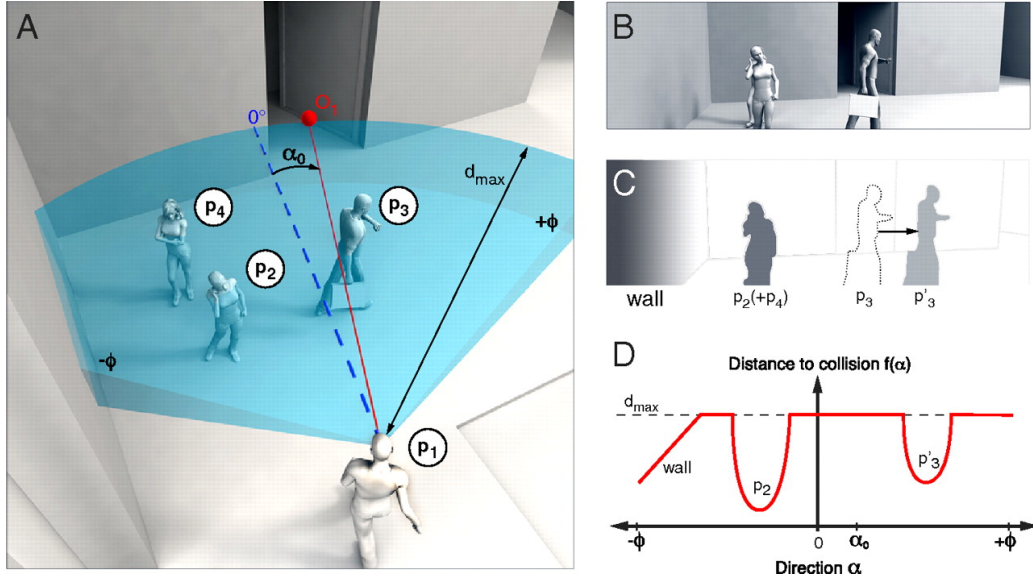 A
0°
O₁
α₀
dmax
p₄
p₃
+ϕ
p₂
-ϕ
p₁
B
C
wall
p₂(+p₄)
p₃
p'₃
D
Distance to collision f(α)
dmax
wall
p₂
p'₃
-ϕ
0
α₀
+ϕ
Direction α